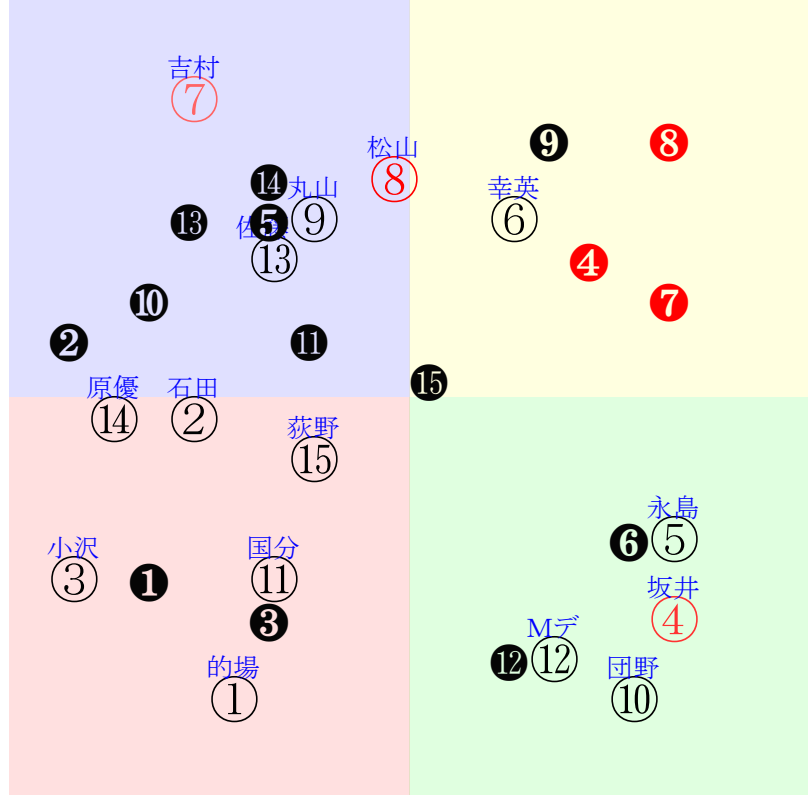 吉村
⑦
松山
⑧
❾
❽
⓮
丸山
⑨
幸英
⑥
⓭
❺
⑬
❹
❿
❼
❷
⓫
⓯
原優
⑭
石田
②
荻野
⑮
永島
⑤
❻
小沢
③
❶
国分
⑪
坂井
④
❸
Mデ
⑫
⓬
的場
①
団野
⑩